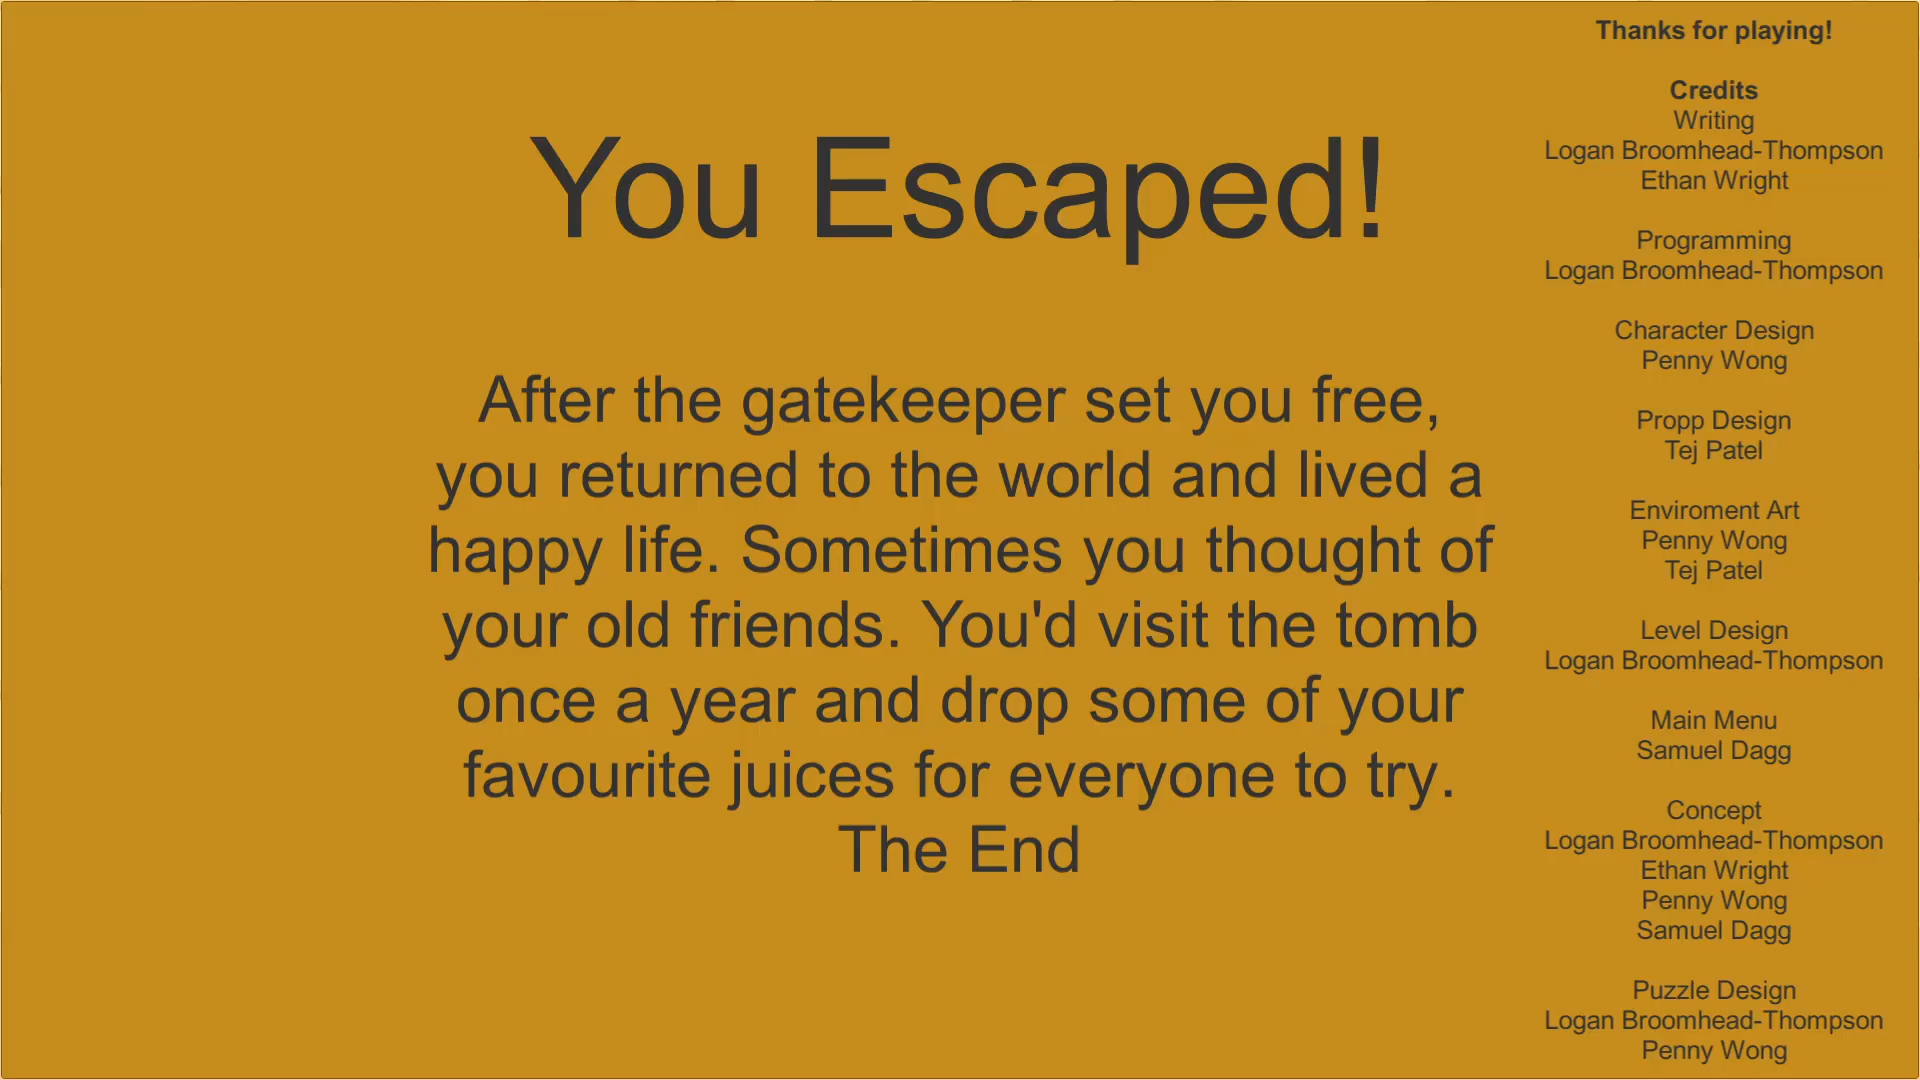 You Escaped!
After the gatekeeper set you free,
you returned to the world and lived a
happy life. Sometimes you thought of
your old friends. You'd visit the tomb
once a year and drop some of your
favourite juices for everyone to try.
The End
Thanks for playing!
Credits
Writing
Logan Broomhead-Thompson
Ethan Wright
Programming
Logan Broomhead-Thompson
Character Design
Penny Wong
Propp Design
Tej Patel
Enviroment Art
Penny Wong
Tej Patel
Level Design
Logan Broomhead-Thompson
Main Menu
Samuel Dagg
Concept
Logan Broomhead-Thompson
Ethan Wright
Penny Wong
Samuel Dagg
Puzzle Design
Logan Broomhead-Thompson
Penny Wong